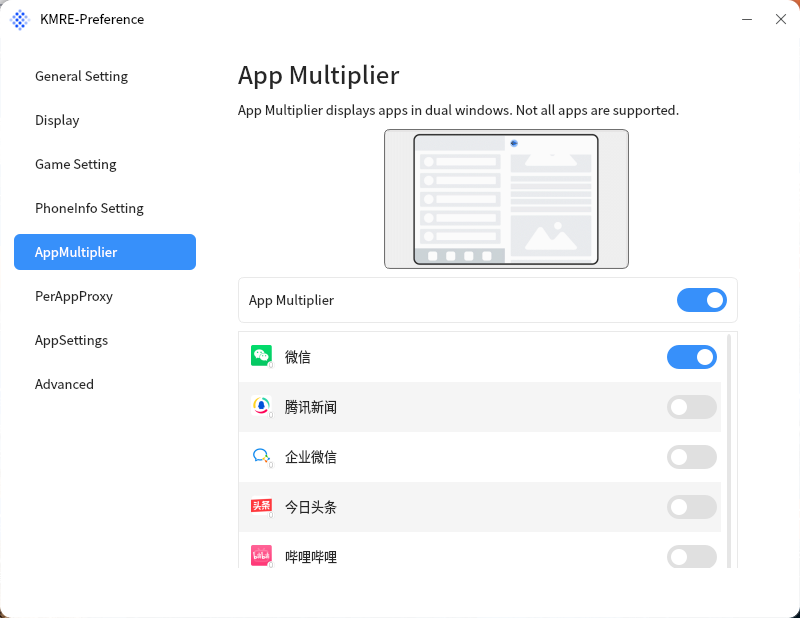 KMRE-Preference
General Setting
Display
Game Setting
PhoneInfo Setting
AppMultiplier
PerAppProxy
AppSettings
Advanced
App Multiplier
App Multiplier displays apps in dual windows. Not all apps are supported.
App Multiplier
微信
腾讯新闻
企业微信
头条
今日头条
bilibili
哔哩哔哩